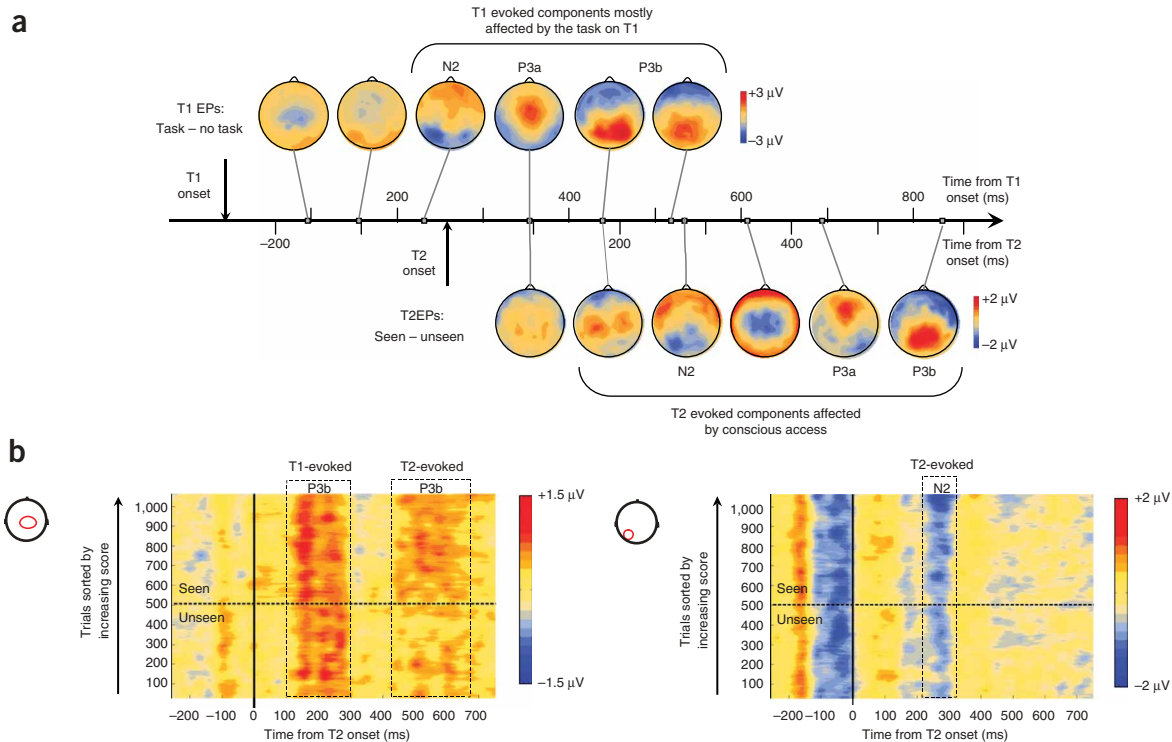 a
T1 evoked components mostly
affected by the task on T1
N2 P3a P3b
T1 EPs:
Task – no task
+3 µV
–3 µV
T1
onset
200 400 600 800
Time from T1
onset (ms)
–200 200 400
Time from T2
onset (ms)
T2
onset
T2EPs:
Seen – unseen
+2 µV
–2 µV
N2 P3a P3b
T2 evoked components affected
by conscious access
b
T1-evoked T2-evoked
P3b P3b
Trials sorted by
increasing score
1,000
900
800
700
600
500
400
300
200
100
Seen
Unseen
–200 –100 0 100 200 300 400 500 600 700
Time from T2 onset (ms)
+1.5 µV
–1.5 µV
T2-evoked
N2
Trials sorted by
increasing score
1,000
900
800
700
600
500
400
300
200
100
Seen
Unseen
–200 –100 0 100 200 300 400 500 600 700
Time from T2 onset (ms)
+2 µV
–2 µV